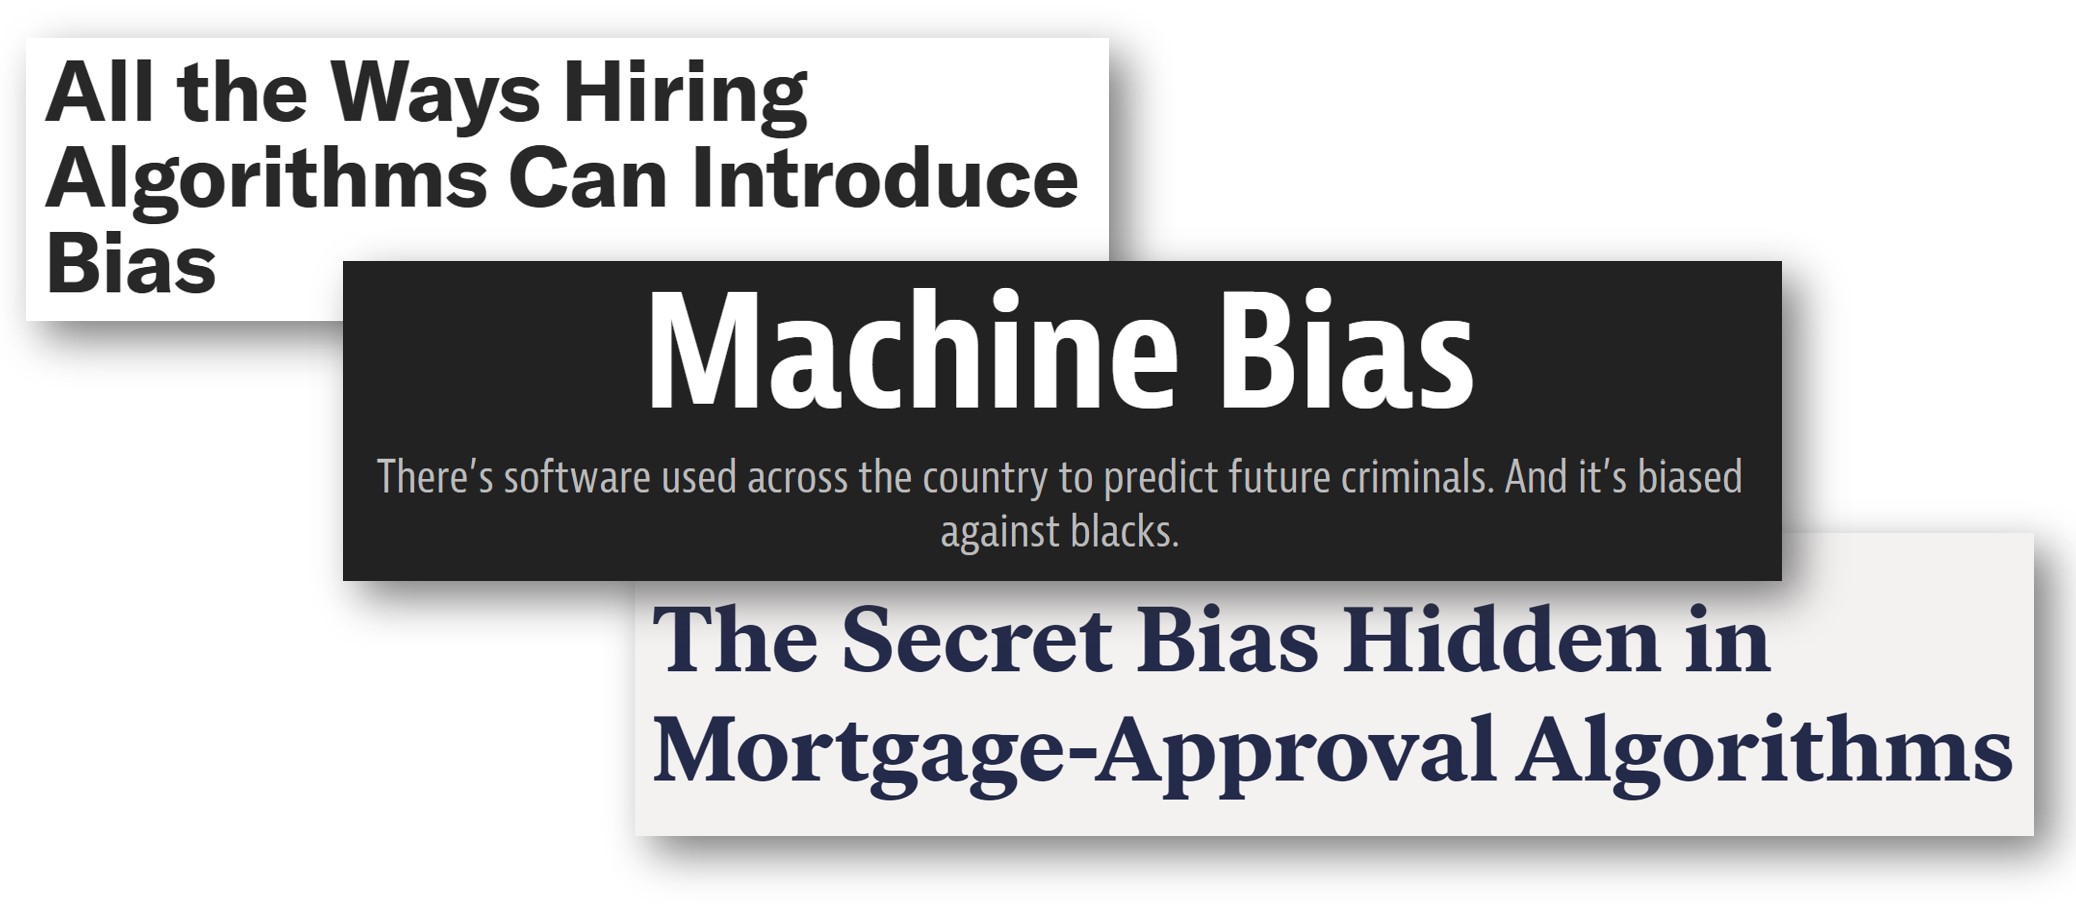 All the Ways Hiring
Algorithms Can Introduce
Bias
Machine Bias
There’s software used across the country to predict future criminals. And it’s biased
against blacks.
The Secret Bias Hidden in
Mortgage-Approval Algorithms